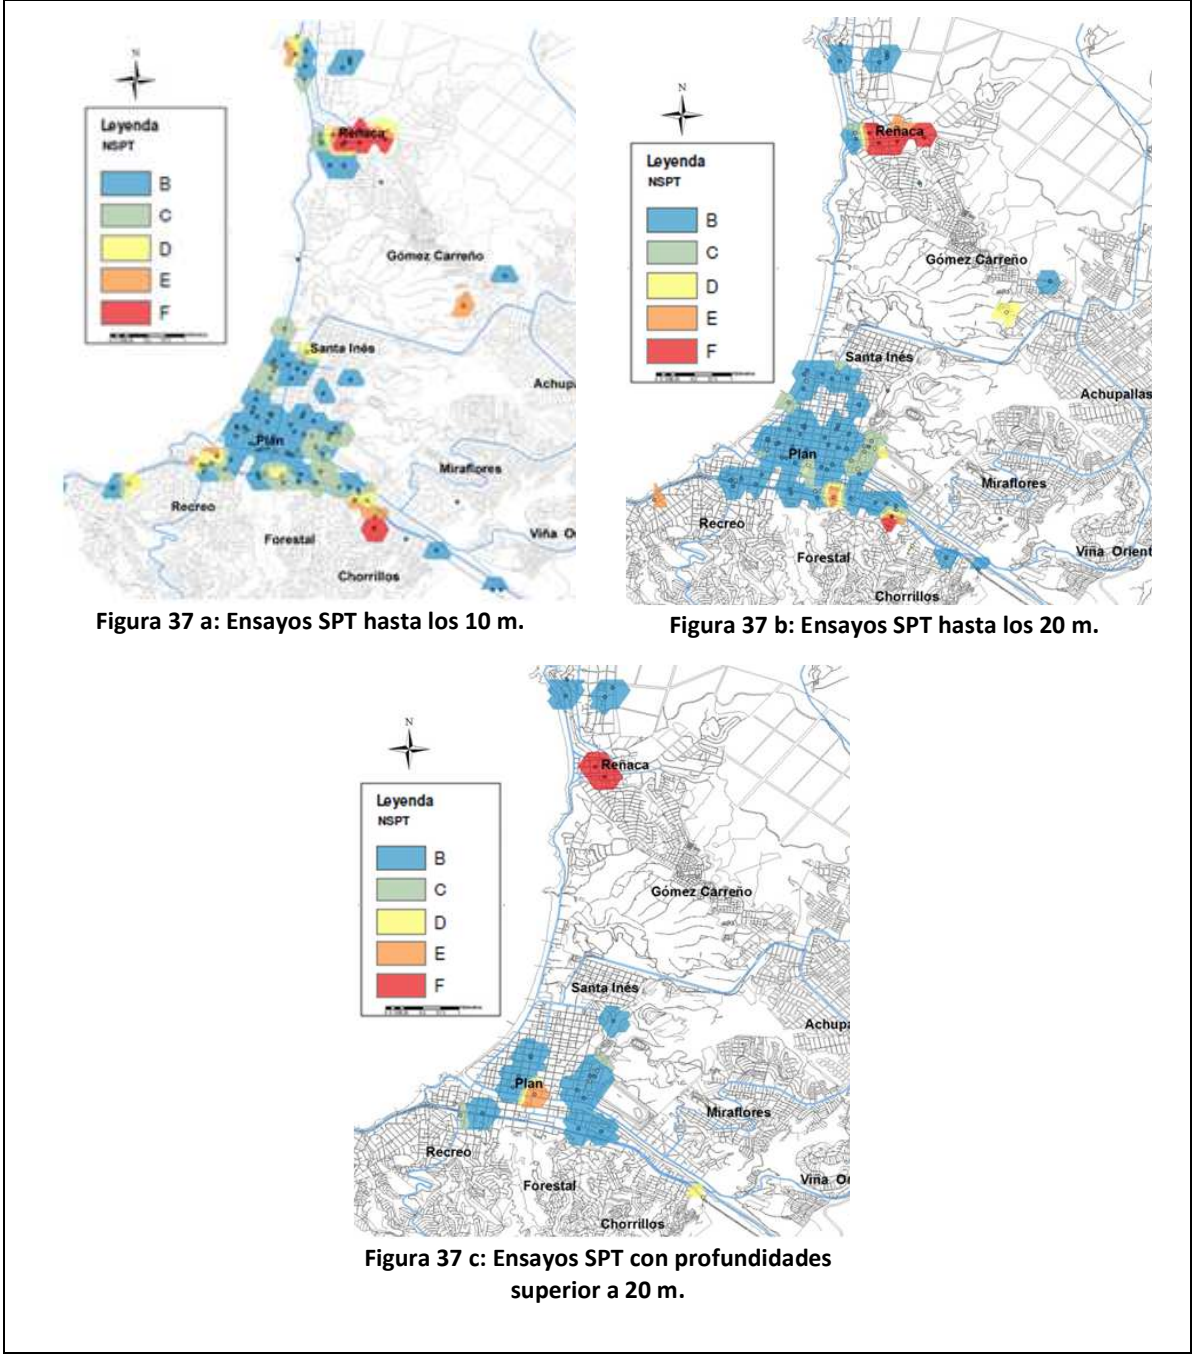 N
Leyenda
NSPT
B
C
D
E
F
Reñaca
Gómez Carreño
Santa Inés
Achupa
Plan
Miraflores
Recreo
Forestal
Viña O
Chorrillos
Figura 37 a: Ensayos SPT hasta los 10 m.
N
Leyenda
NSPT
B
C
D
E
F
Reñaca
Gómez Carreño
Santa Inés
Achupallas
Plan
Miraflores
Recreo
Forestal
Viña Orient
Chorrillos
Figura 37 b: Ensayos SPT hasta los 20 m.
N
Leyenda
NSPT
B
C
D
E
F
Reñaca
Gómez Carreño
Santa Inés
Achupa
Plan
Miraflores
Recreo
Forestal
Viña O
Chorrillos
Figura 37 c: Ensayos SPT con profundidades
superior a 20 m.